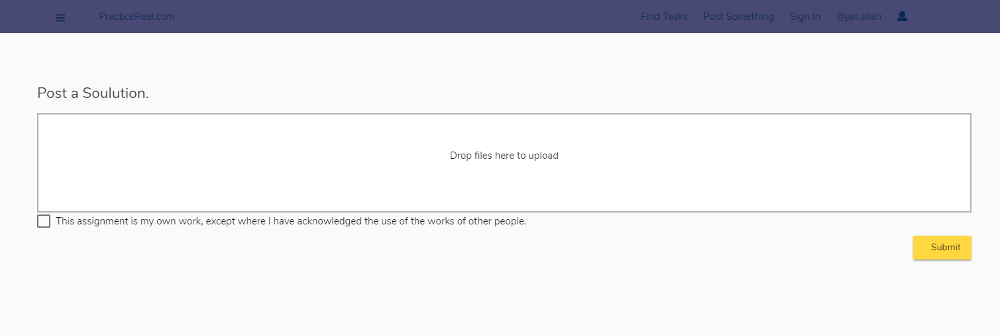 PracticeReal.com Find Tasks Post Something Sign In @jan.allah
Post a Soulution.
Drop files here to upload
This assignment is my own work, except where I have acknowledged the use of the works of other people.
Submit